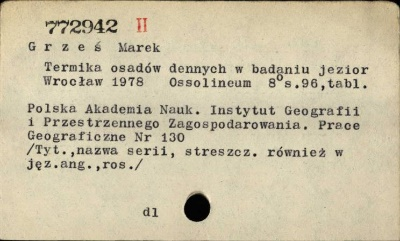 772942 II
G r z e ś Marek
Termika osadów dennych w badaniu jezior
Wrocław 1978 Ossolineum 8°s.96,tabl.
Polska Akademia Nauk. Instytut Geografii
i Przestrzennego Zagospodarowania. Prace
Geograficzne Nr 130
/Tyt.,nazwa serii, streszcz. również w
jęz.ang.,ros./
dl